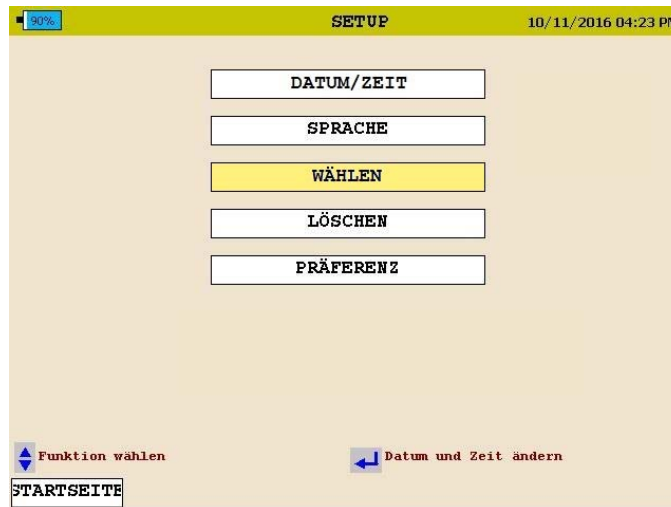 90%
SETUP
10/11/2016 04:23 PM
DATUM/ZEIT
SPRACHE
WÄHLEN
LÖSCHEN
PRÄFERENZ
Funktion wählen
Datum und Zeit ändern
STARTSEITE